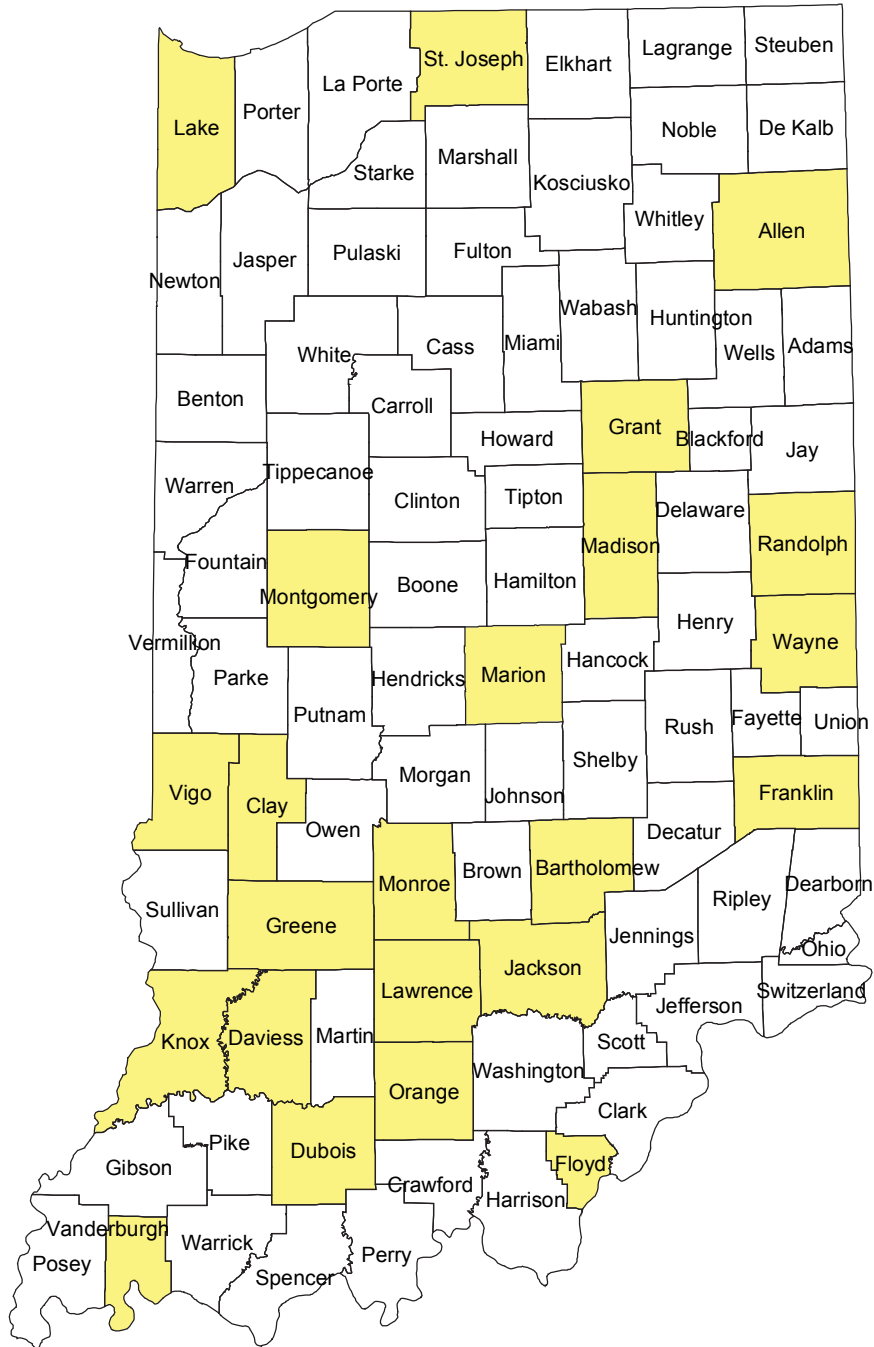 Steuben
Lagrange
St. Joseph
Elkhart
La Porte
Porter
Lake
Noble
De Kalb
Marshall
Starke
Kosciusko
Whitley
Allen
Fulton
Pulaski
Jasper
Newton
Wabash
Huntington
Miami
Cass
White
Wells
Adams
Benton
Carroll
Grant
Blackford
Howard
Jay
Tippecanoe
Warren
Clinton
Tipton
Delaware
Randolph
Madison
Fountain
Montgomery
Boone
Hamilton
Henry
Wayne
Vermillion
Parke
Hendricks
Marion
Hancock
Putnam
Rush
Fayette
Union
Shelby
Morgan
Johnson
Franklin
Vigo
Clay
Owen
Decatur
Brown
Bartholomew
Monroe
Dearborn
Ripley
Sullivan
Greene
Jennings
Ohio
Jackson
Lawrence
Switzerland
Jefferson
Knox
Daviess
Martin
Scott
Washington
Orange
Clark
Pike
Dubois
Gibson
Floyd
Crawford
Harrison
Vanderburgh
Warrick
Perry
Posey
Spencer